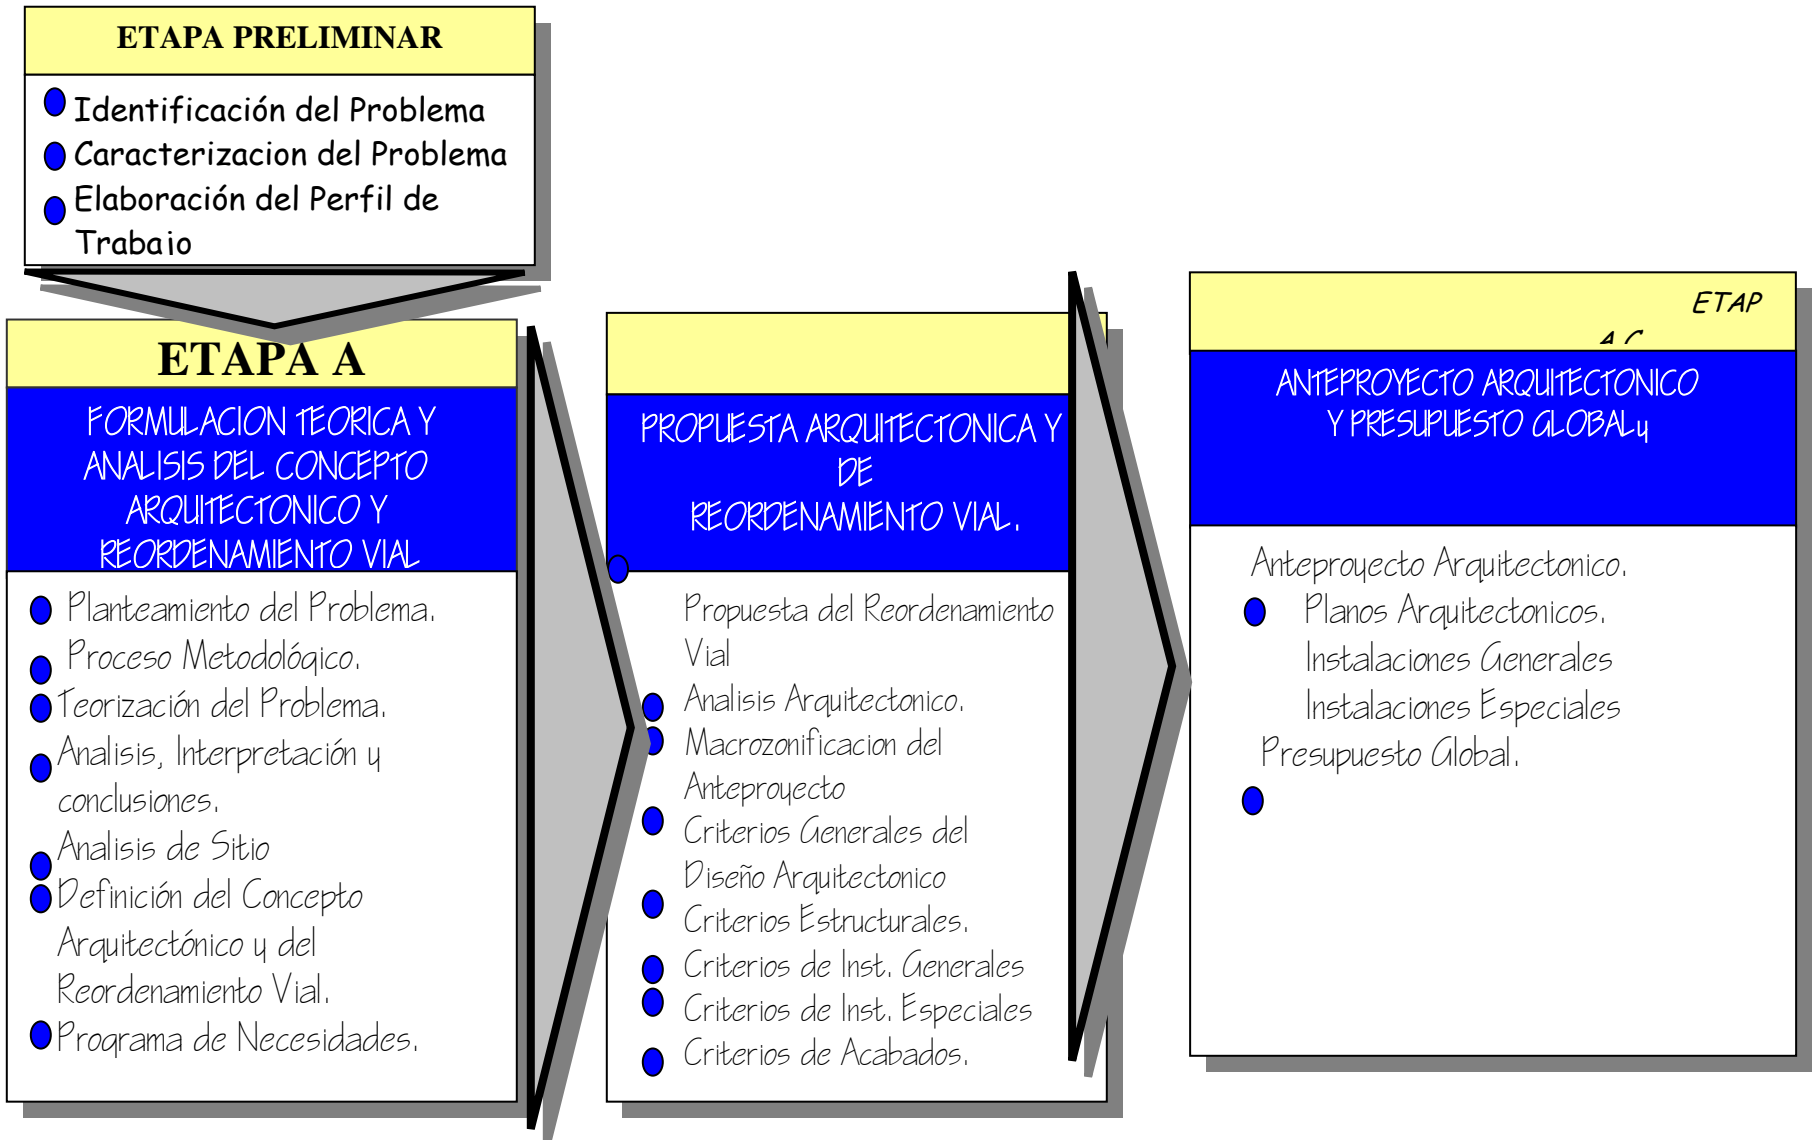 ETAPA PRELIMINAR
Identificación del Problema
Caracterizacion del Problema
Elaboración del Perfil de
Trabajo
ETAPA A
FORMULACION TEORICA Y
ANALISIS DEL CONCEPTO
ARQUITECTONICO Y
REORDENAMIENTO VIAL
Planteamiento del Problema.
Proceso Metodológico.
Teorización del Problema.
Analisis, Interpretación y
conclusiones.
Analisis de Sitio
Definición del Concepto
Arquitectónico y del
Reordenamiento Vial.
Programa de Necesidades.
PROPUESTA ARQUITECTONICA Y
DE
REORDENAMIENTO VIAL.
Propuesta del Reordenamiento
Vial
Analisis Arquitectonico.
Macrozonificacion del
Anteproyecto
Criterios Generales del
Diseño Arquitectonico
Criterios Estructurales.
Criterios de Inst. Generales
Criterios de Inst. Especiales
Criterios de Acabados.
ETAP
A C
ANTEPROYECTO ARQUITECTONICO
Y PRESUPUESTO GLOBALy
Anteproyecto Arquitectonico.
Planos Arquitectonicos.
Instalaciones Generales
Instalaciones Especiales
Presupuesto Global.